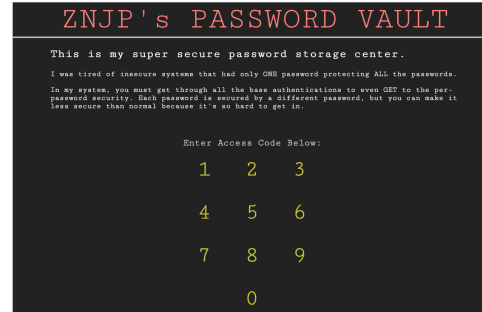 ZNJP's PASSWORD VAULT
This is my super secure password storage center.
I was tired of insecure systems that had only ONE password protecting ALL the passwords.
In my system, you must get through all the base authentications to even GET to the per-
password security. Each password is secured by a different password, but you can make it
less secure than normal because it's so hard to get in.
Enter Access Code Below:
1 2 3
4 5 6
7 8 9
0